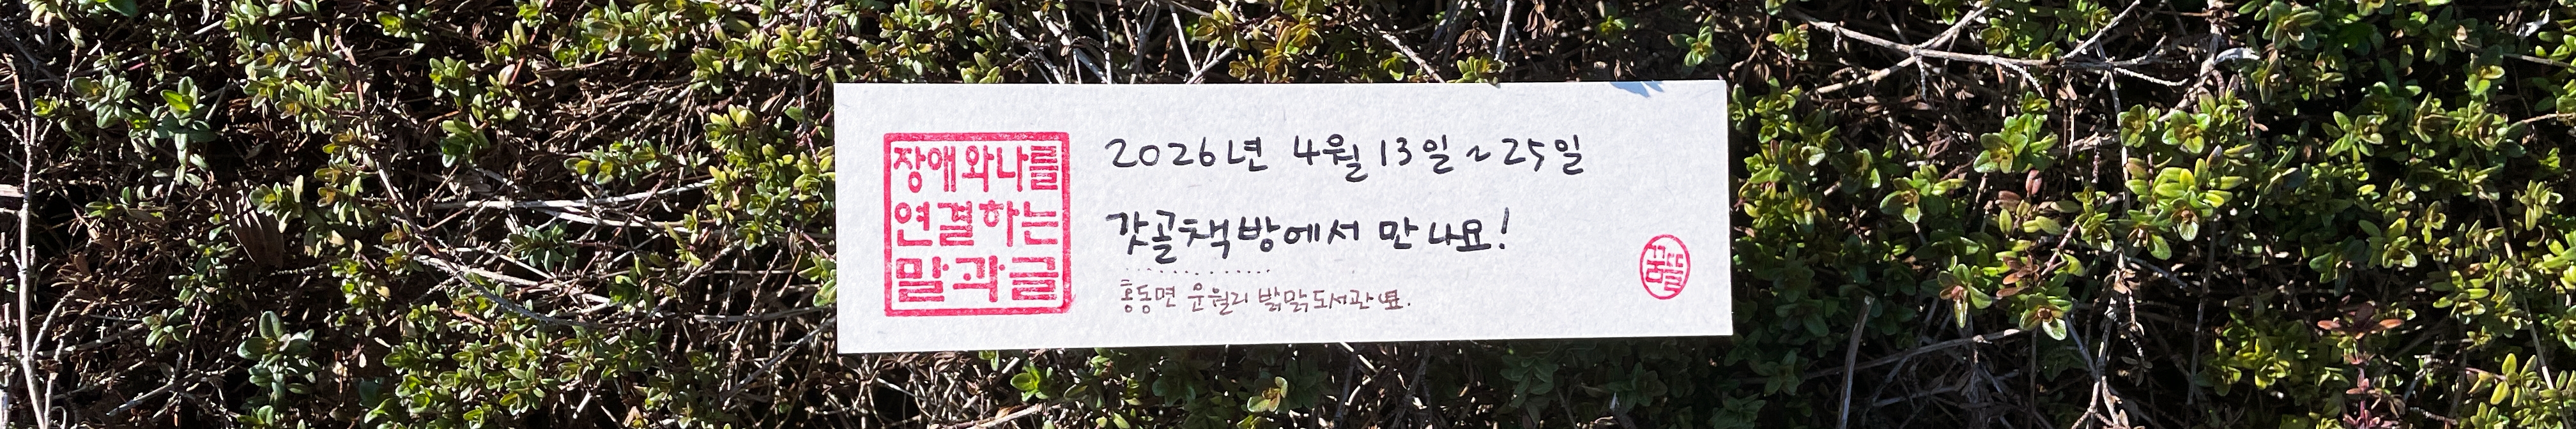 장애와나를
연결하는
말과글
2026년 4월 13일 ~ 25일
갓골책방에서 만나요!
홍동면 운월리 밝맑도서관 옆.
꿈뜰